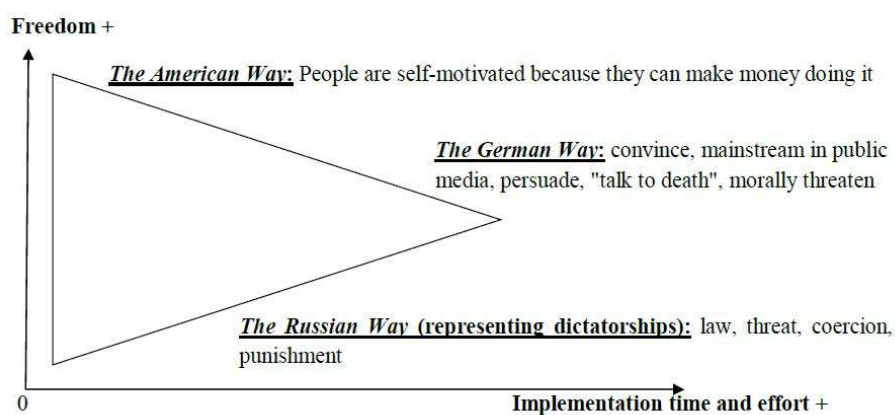 Freedom +
The American Way: People are self-motivated because they can make money doing it
The German Way: convince, mainstream in public
media, persuade, "talk to death", morally threaten
The Russian Way (representing dictatorships): law, threat, coercion,
punishment
0
Implementation time and effort +